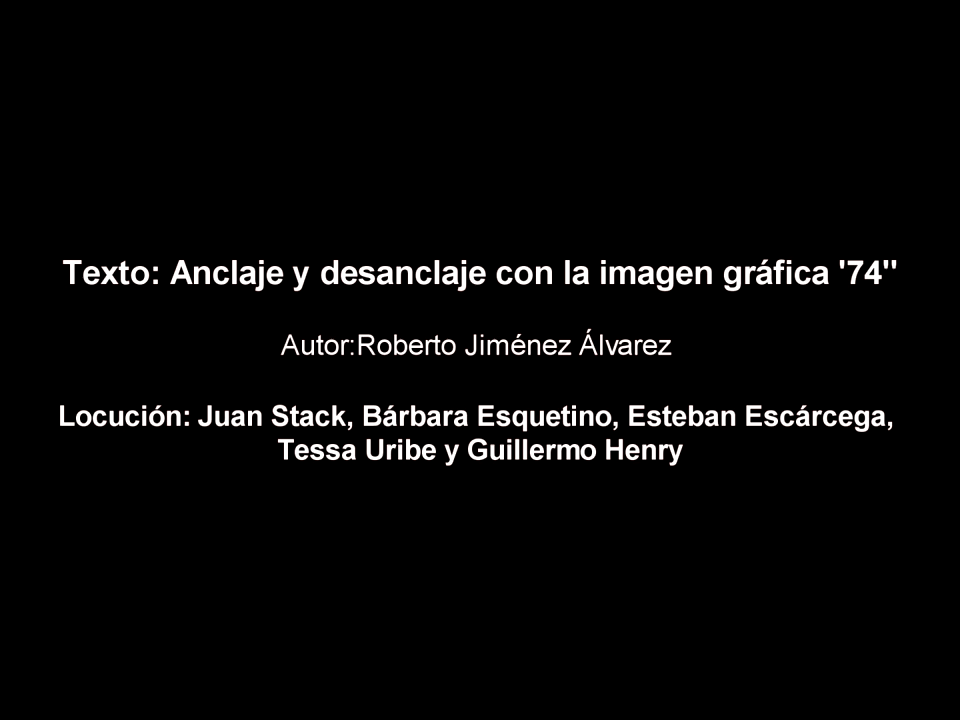 Texto: Anclaje y desanclaje con la imagen gráfica '74''
Autor:Roberto Jiménez Álvarez
Locución: Juan Stack, Bárbara Esquetino, Esteban Escárcega,
Tessa Uribe y Guillermo Henry